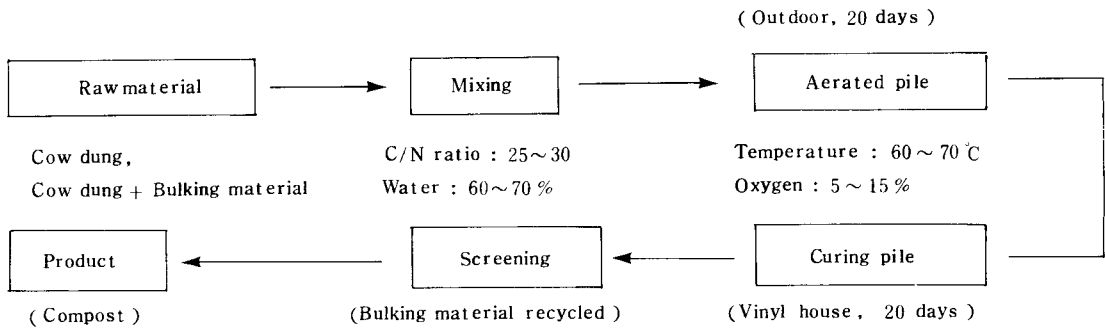 (Outdoor, 20 days)
Raw material
Mixing
Aerated pile
Cow dung,
Cow dung + Bulking material
C/N ratio : 25~30
Water : 60~70 %
Temperature : 60~70 ℃
Oxygen : 5~15 %
Product
Screening
Curing pile
(Compost)
(Bulking material recycled)
(Vinyl house, 20 days)